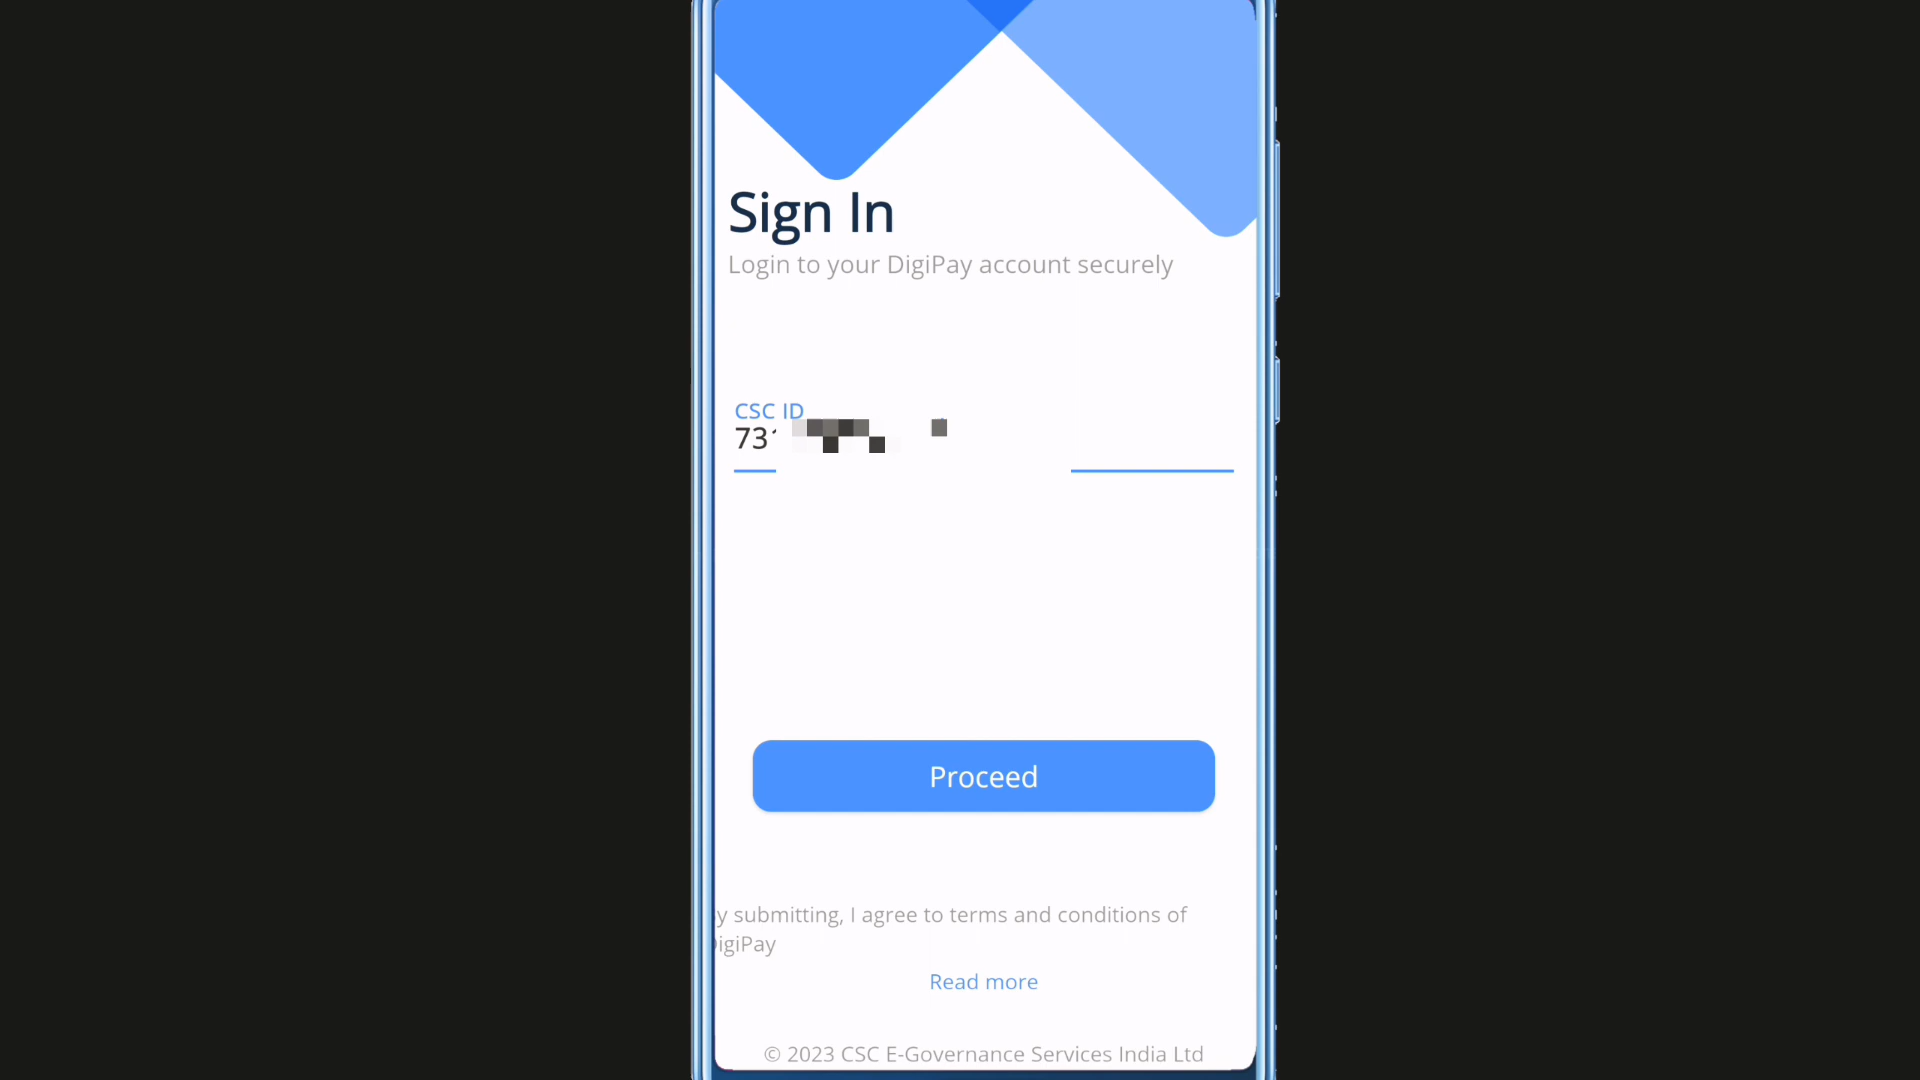 Sign In
Login to your DigiPay account securely
CSC ID
73
Proceed
y submitting, I agree to terms and conditions of
igiPay
Read more
© 2023 CSC E-Governance Services India Ltd